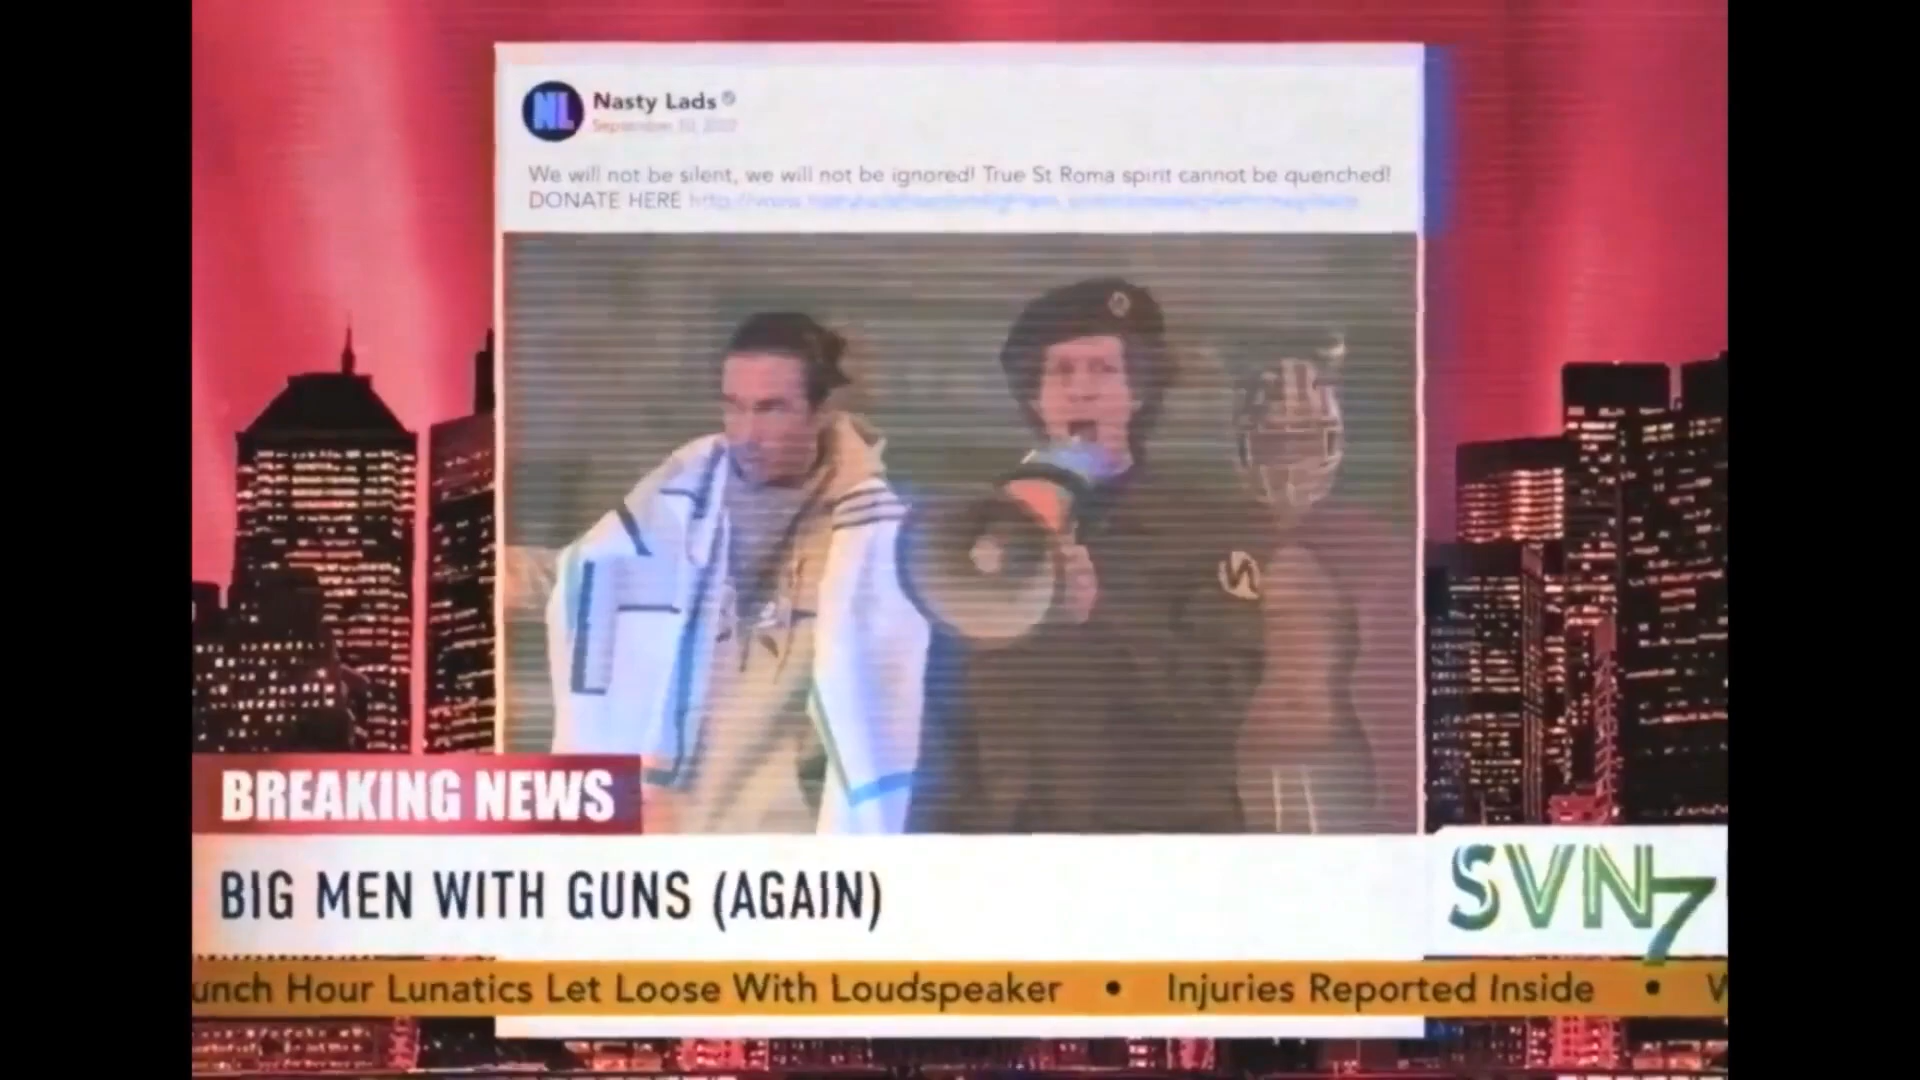 NL
Nasty Lads
We will not be silent, we will not be ignored! True St Roma spirit cannot be quenched!
DONATE HERE
BREAKING NEWS
BIG MEN WITH GUNS (AGAIN)
SVN7
unch Hour Lunatics Let Loose With Loudspeaker • Injuries Reported Inside •